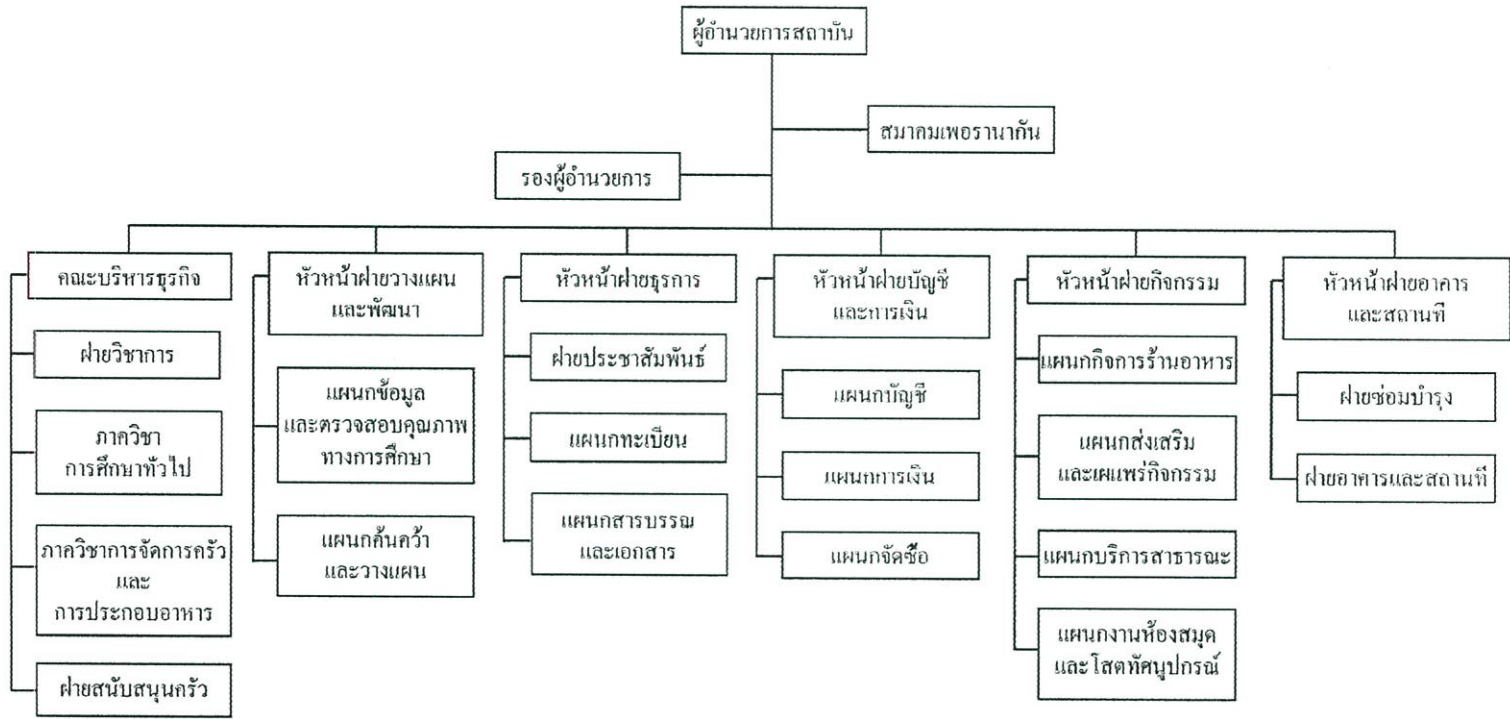 ผู้อำนวยการสถาบัน
สมาคมเพอรานากัน
รองผู้อำนวยการ
คณะบริหารธุรกิจ
ฝ่ายวิชาการ
ภาควิชา
การศึกษาทั่วไป
ภาควิชาการจัดการครัว
และ
การประกอบอาหาร
ฝ่ายสนับสนุนครัว
หัวหน้าฝ่ายวางแผน
และพัฒนา
แผนกข้อมูล
และตรวจสอบคุณภาพ
ทางการศึกษา
แผนกค้นคว้า
และวางแผน
หัวหน้าฝ่ายธุรการ
ฝ่ายประชาสัมพันธ์
แผนกทะเบียน
แผนกสารบรรณ
และเอกสาร
หัวหน้าฝ่ายบัญชี
และการเงิน
แผนกบัญชี
แผนกการเงิน
แผนกจัดซื้อ
หัวหน้าฝ่ายกิจกรรม
แผนกกิจการร้านอาหาร
แผนกส่งเสริม
และเผยแพร่กิจกรรม
แผนกบริการสาธารณะ
แผนกงานห้องสมุด
และโสตทัศนูปกรณ์
หัวหน้าฝ่ายอาคาร
และสถานที่
ฝ่ายซ่อมบำรุง
ฝ่ายอาคารและสถานที่